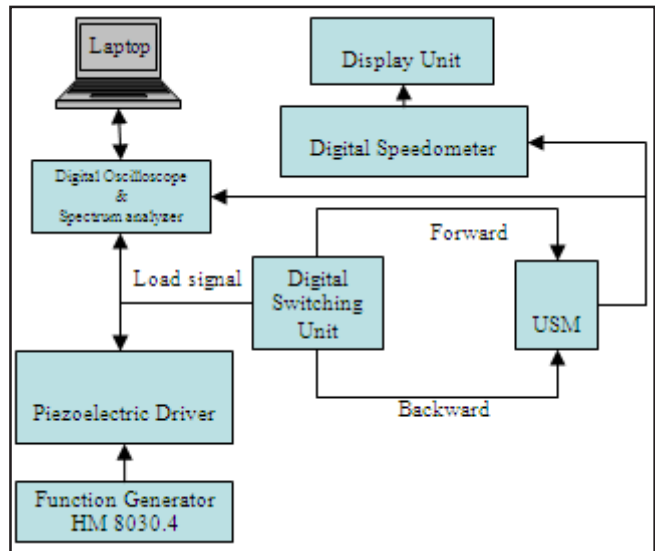 Laptop
Display Unit
Digital Speedometer
Digital Oscilloscope
&
Spectrum analyzer
Forward
Load signal
Digital
Switching
Unit
USM
Backward
Piezoelectric Driver
Function Generator
HM 8030.4